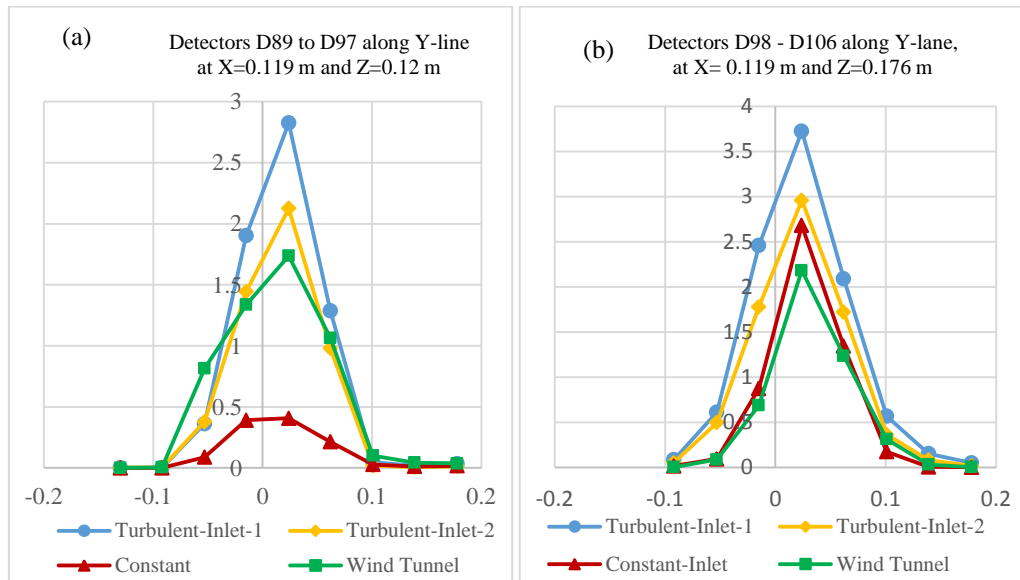 (a)
Detectors D89 to D97 along Y-line
at X=0.119 m and Z=0.12 m
3
2.5
2
1.5
1
0.5
0
-0.2 -0.1 0 0.1 0.2
Turbulent-Inlet-1 Turbulent-Inlet-2
Constant Wind Tunnel
(b)
Detectors D98 - D106 along Y-lane,
at X= 0.119 m and Z=0.176 m
4
3.5
3
2.5
2
1.5
1
0.5
0
-0.2 -0.1 0 0.1 0.2
Turbulent-Inlet-1 Turbulent-Inlet-2
Constant-Inlet Wind Tunnel